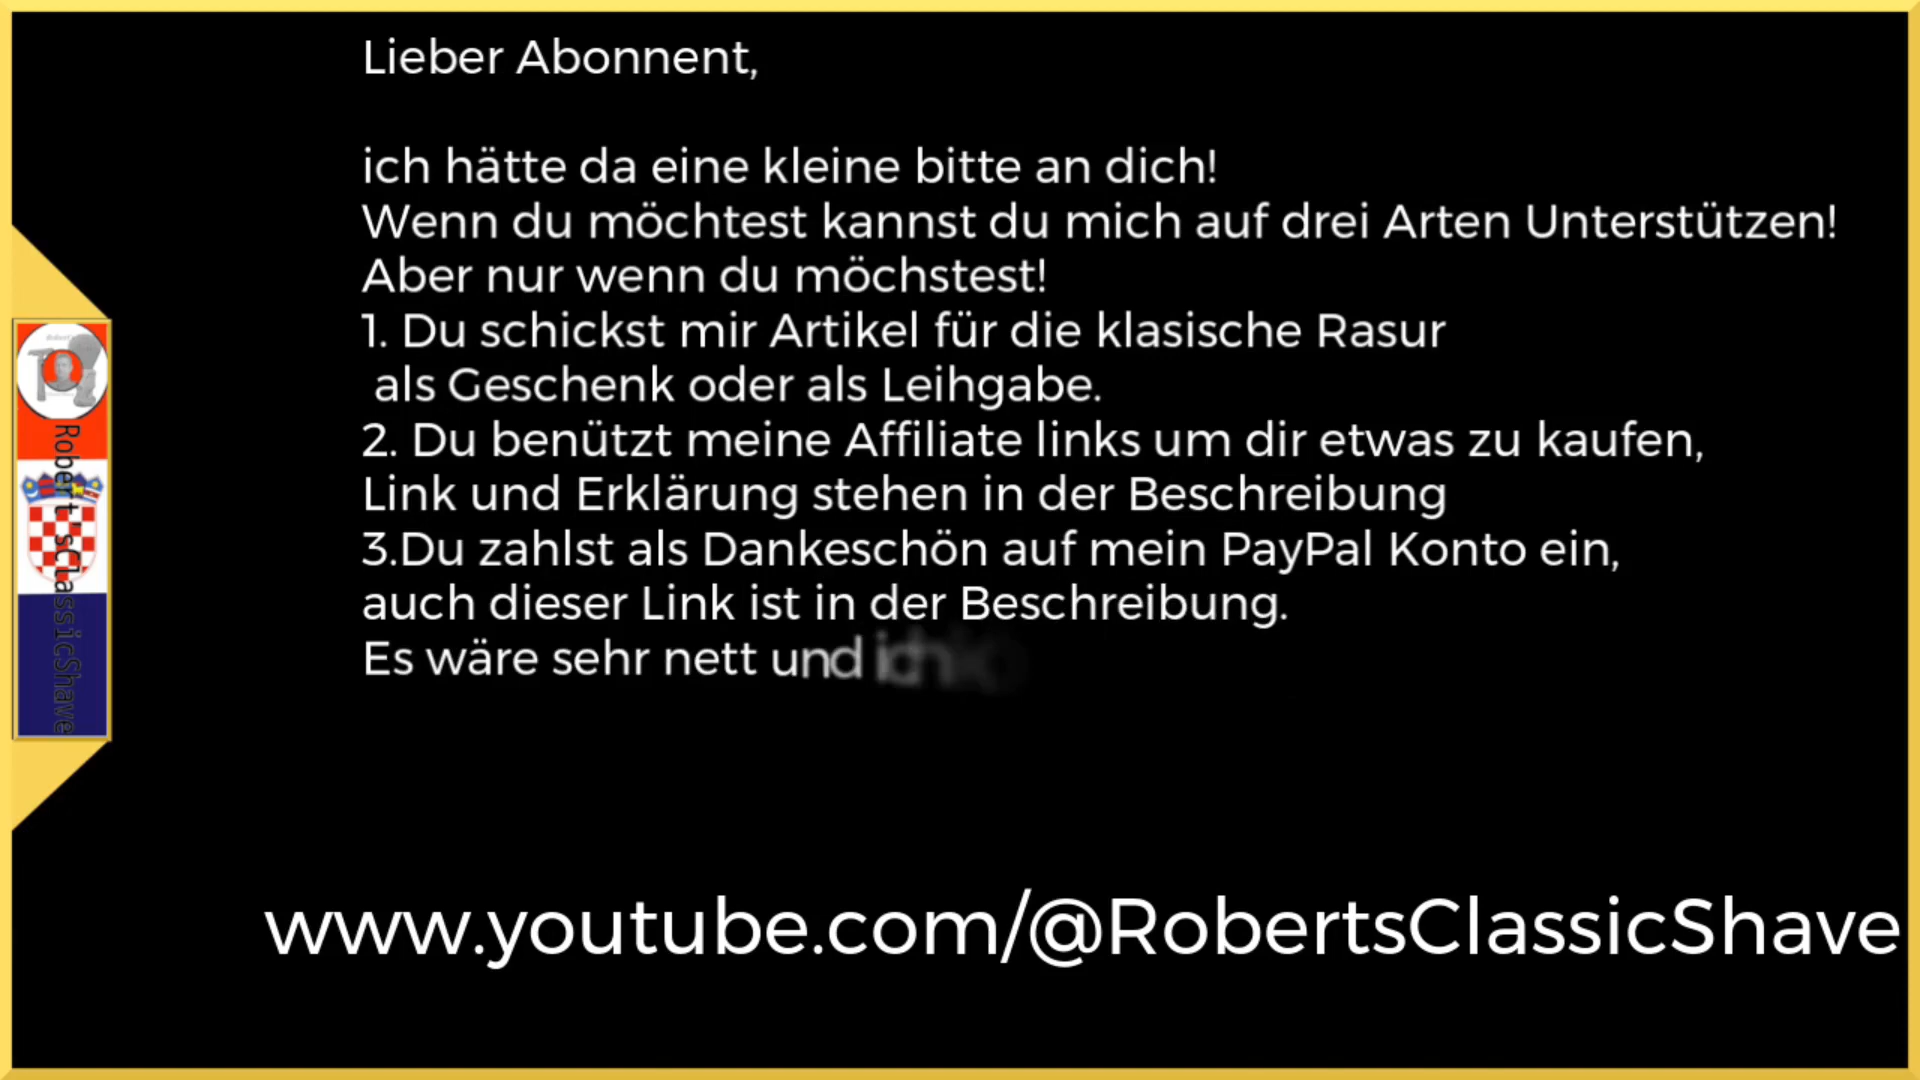 Lieber Abonnent,
ich hätte da eine kleine bitte an dich!
Wenn du möchtest kannst du mich auf drei Arten Unterstützen!
Aber nur wenn du möchstest!
1. Du schickst mir Artikel für die klasische Rasur
als Geschenk oder als Leihgabe.
2. Du benützt meine Affiliate links um dir etwas zu kaufen,
Link und Erklärung stehen in der Beschreibung
3.Du zahlst als Dankeschön auf mein PayPal Konto ein,
auch dieser Link ist in der Beschreibung.
Es wäre sehr nett und ich
Robert'sClassicShave
www.youtube.com/@RobertsClassicShave